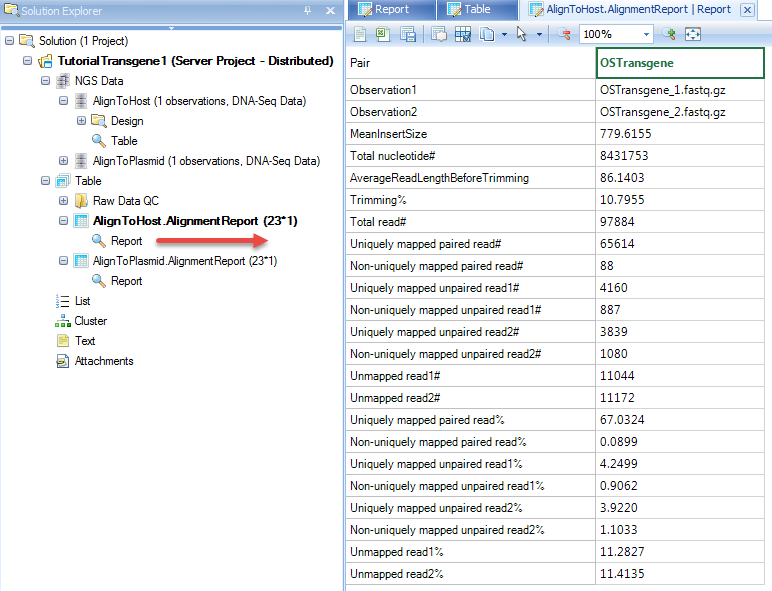 Solution Explorer
Solution (1 Project)
TutorialTransgene1 (Server Project - Distributed)
NGS Data
AlignToHost (1 observations, DNA-Seq Data)
Design
Table
AlignToPlasmid (1 observations, DNA-Seq Data)
Table
Raw Data QC
AlignToHost.AlignmentReport (23*1)
Report
AlignToPlasmid.AlignmentReport (23*1)
Report
List
Cluster
Text
Attachments
Report Table AlignToHost.AlignmentReport | Report
100%
Pair OSTransgene
Observation1 OSTransgene_1.fastq.gz
Observation2 OSTransgene_2.fastq.gz
MeanInsertSize 779.6155
Total nucleotide# 8431753
AverageReadLengthBeforeTrimming 86.1403
Trimming% 10.7955
Total read# 97884
Uniquely mapped paired read# 65614
Non-uniquely mapped paired read# 88
Uniquely mapped unpaired read1# 4160
Non-uniquely mapped unpaired read1# 887
Uniquely mapped unpaired read2# 3839
Non-uniquely mapped unpaired read2# 1080
Unmapped read1# 11044
Unmapped read2# 11172
Uniquely mapped paired read% 67.0324
Non-uniquely mapped paired read% 0.0899
Uniquely mapped unpaired read1% 4.2499
Non-uniquely mapped unpaired read1% 0.9062
Uniquely mapped unpaired read2% 3.9220
Non-uniquely mapped unpaired read2% 1.1033
Unmapped read1% 11.2827
Unmapped read2% 11.4135